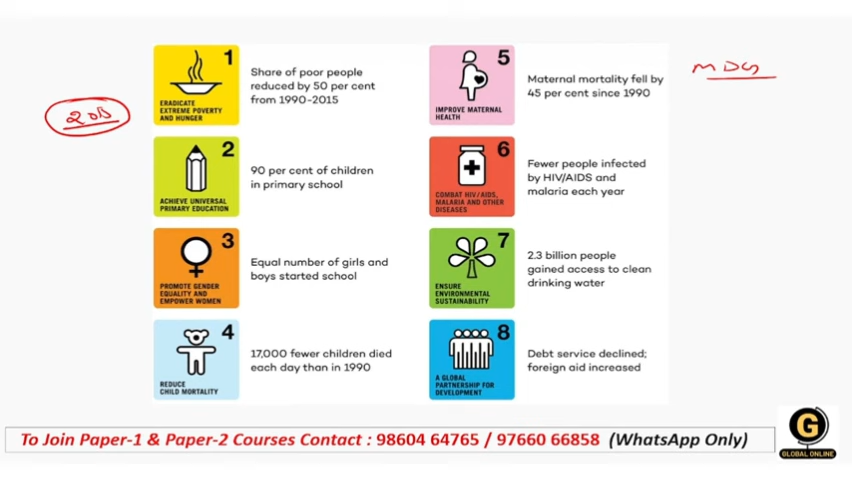 MDGs
1
ERADICATE
EXTREME POVERTY
AND HUNGER
Share of poor people
reduced by 50 per cent
from 1990-2015
2
ACHIEVE UNIVERSAL
PRIMARY EDUCATION
90 per cent of children
in primary school
3
PROMOTE GENDER
EQUALITY AND
EMPOWER WOMEN
Equal number of girls and
boys started school
4
REDUCE
CHILD MORTALITY
17,000 fewer children died
each day than in 1990
5
IMPROVE MATERNAL
HEALTH
Maternal mortality fell by
45 per cent since 1990
6
COMBAT HIV/AIDS,
MALARIA AND OTHER
DISEASES
Fewer people infected
by HIV/AIDS and
malaria each year
7
ENSURE
ENVIRONMENTAL
SUSTAINABILITY
2.3 billion people
gained access to clean
drinking water
8
A GLOBAL
PARTNERSHIP FOR
DEVELOPMENT
Debt service declined;
foreign aid increased
To Join Paper-1 & Paper-2 Courses Contact : 98604 64765 / 97660 66858 (WhatsApp Only)
G
GLOBAL ONLINE